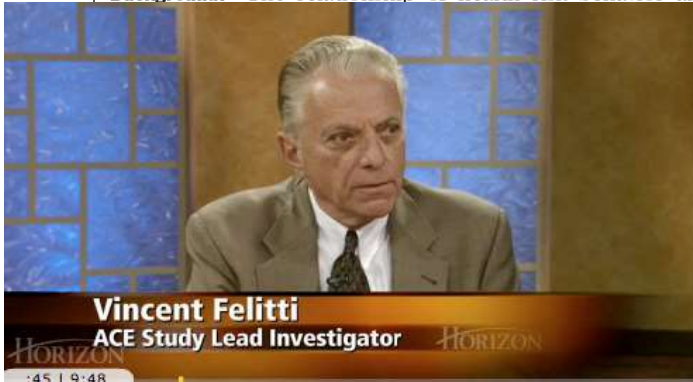 Vincent Felitti
ACE Study Lead Investigator
HORIZON
HORIZON
:45 | 9:48